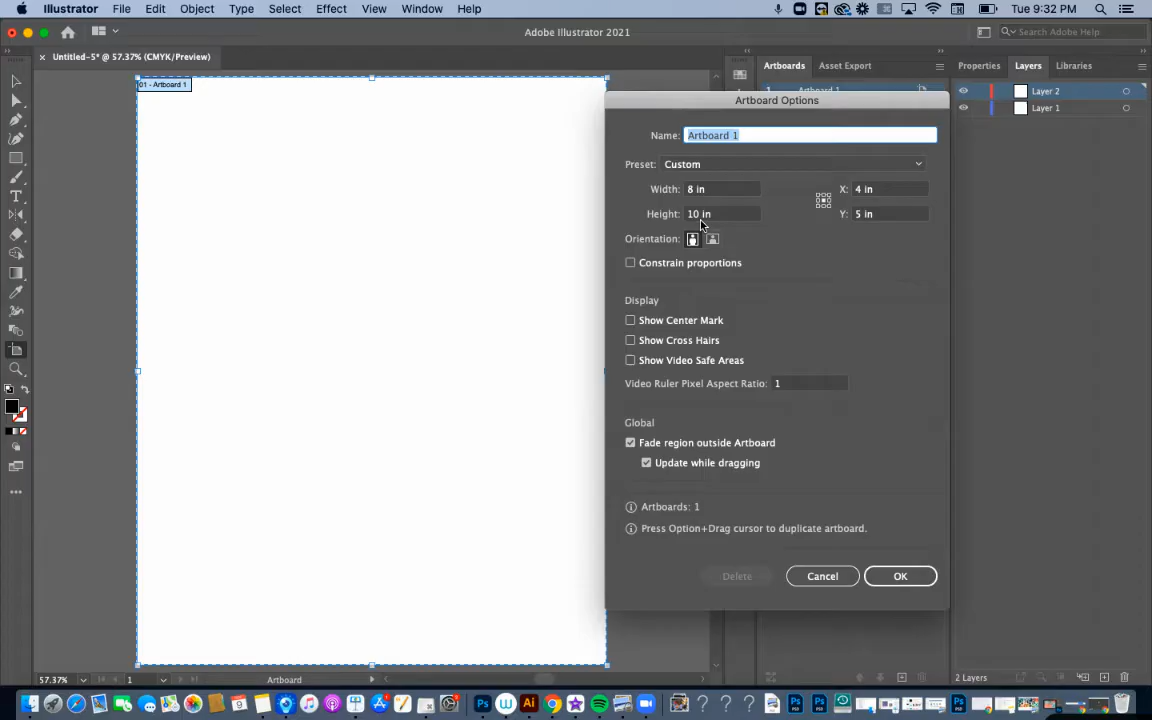 Illustrator File Edit Object Type Select Effect View Window Help Tue 9:32 PM
Adobe Illustrator 2021
Search Adobe Help
× Untitled-5* @ 57.37% (CMYK/Preview)
Artboards Asset Export
Properties Layers Libraries
01 - Artboard 1
1 Artboard 1
Layer 2
Layer 1
Artboard Options
Name: Artboard 1
Preset: Custom
Width: 8 in X: 4 in
Height: 10 in Y: 5 in
Orientation:
Constrain proportions
Display
Show Center Mark
Show Cross Hairs
Show Video Safe Areas
Video Ruler Pixel Aspect Ratio: 1
Global
Fade region outside Artboard
Update while dragging
Artboards: 1
Press Option+Drag cursor to duplicate artboard.
Delete Cancel OK
57.37% 1 Artboard
2 Layers